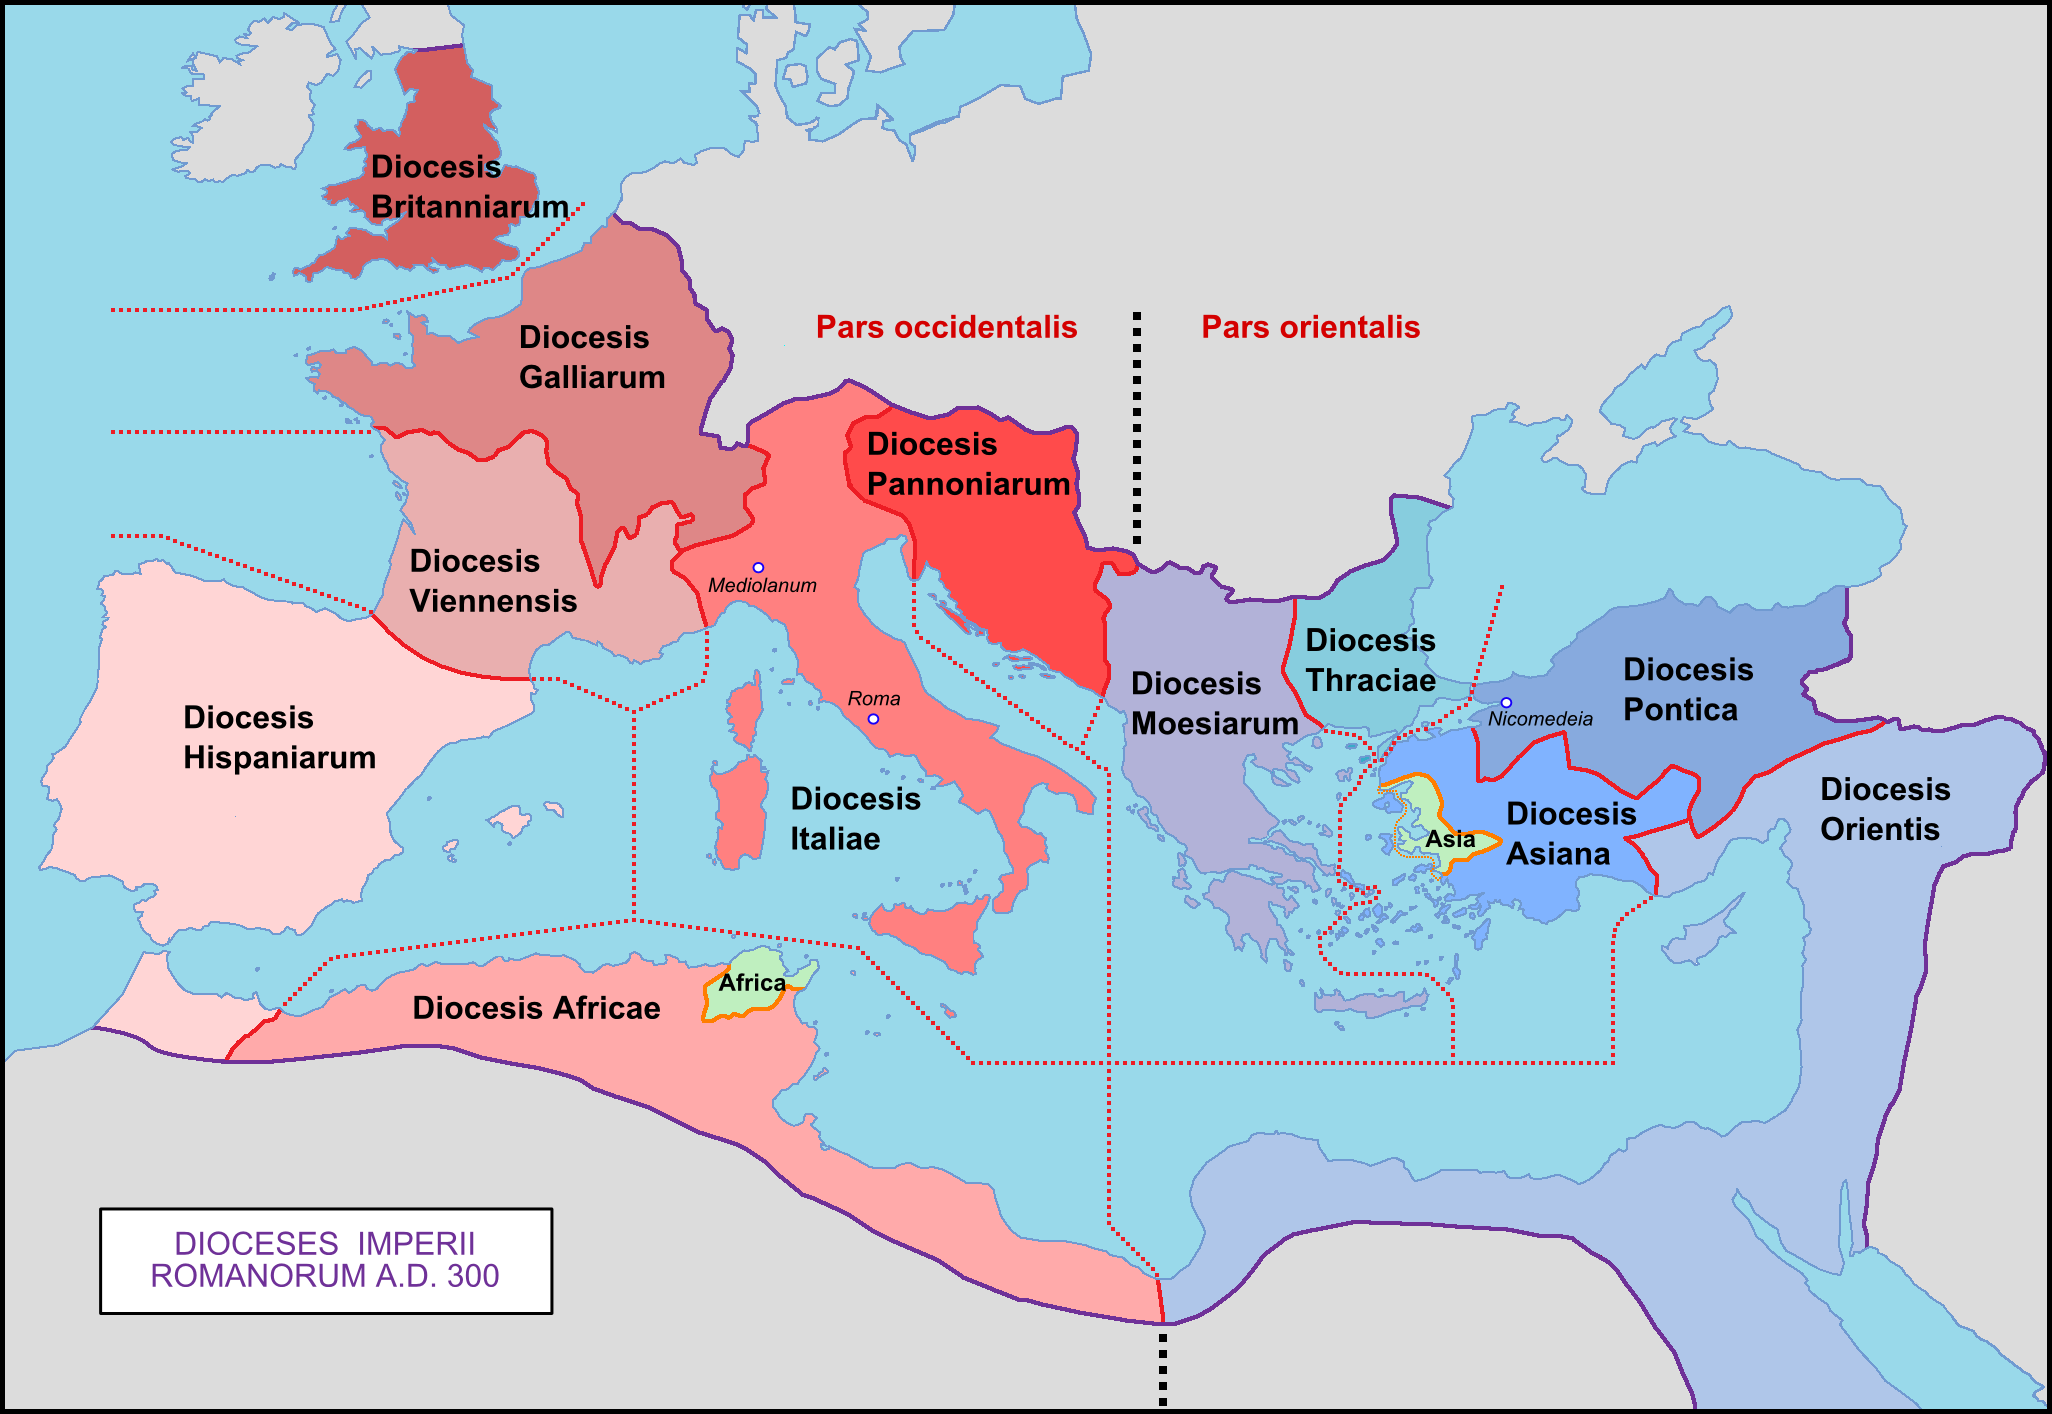 Diocesis
Britanniarum
Pars occidentalis
Pars orientalis
Diocesis
Galliarum
Diocesis
Pannoniarum
Diocesis
Viennensis
Mediolanum
Diocesis
Thraciae
Diocesis
Pontica
Diocesis
Moesiarum
Roma
Nicomedeia
Diocesis
Hispaniarum
Diocesis
Italiae
Asia
Diocesis
Asiana
Diocesis
Orientis
Africa
Diocesis Africae
DIOCESES IMPERII
ROMANORUM A.D. 300